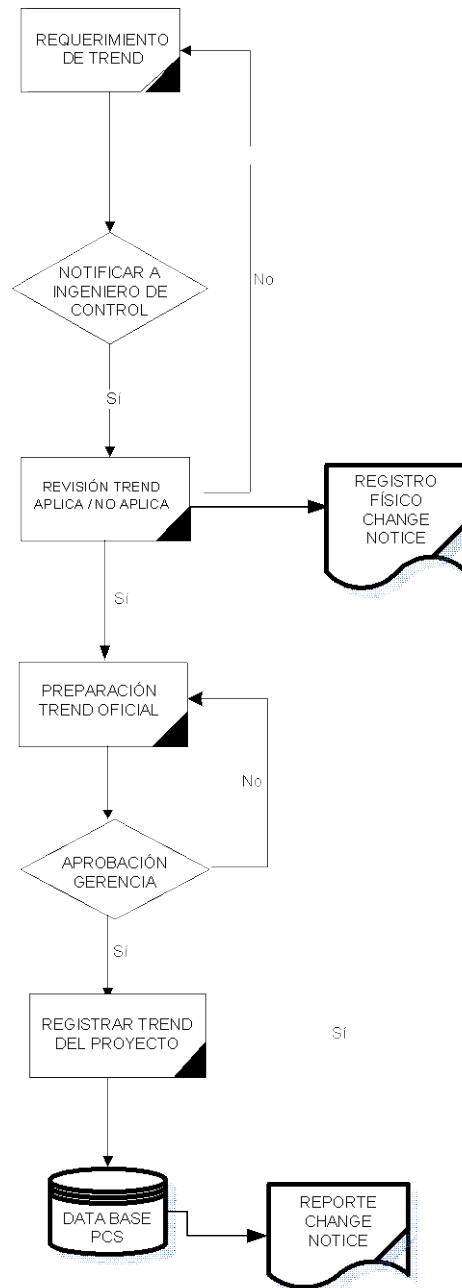 REQUERIMIENTO
DE TREND
NOTIFICAR A
INGENIERO DE
CONTROL
No
Sí
REVISIÓN TREND
APLICA / NO APLICA
REGISTRO
FÍSICO
CHANGE
NOTICE
Sí
PREPARACIÓN
TREND OFICIAL
No
APROBACIÓN
GERENCIA
Sí
REGISTRAR TREND
DEL PROYECTO
Sí
DATA BASE
PCS
REPORTE
CHANGE
NOTICE